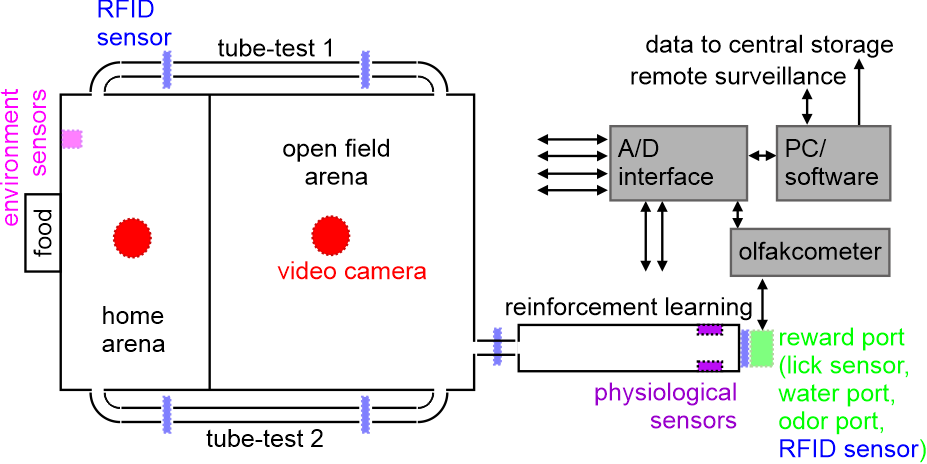 RFID
sensor
tube-test 1
environment
sensors
food
home
arena
open field
arena
video camera
tube-test 2
data to central storage
remote surveillance
A/D
interface
PC/
software
olfakcometer
reinforcement learning
physiological
sensors
reward port
(lick sensor,
water port,
odor port,
RFID sensor)